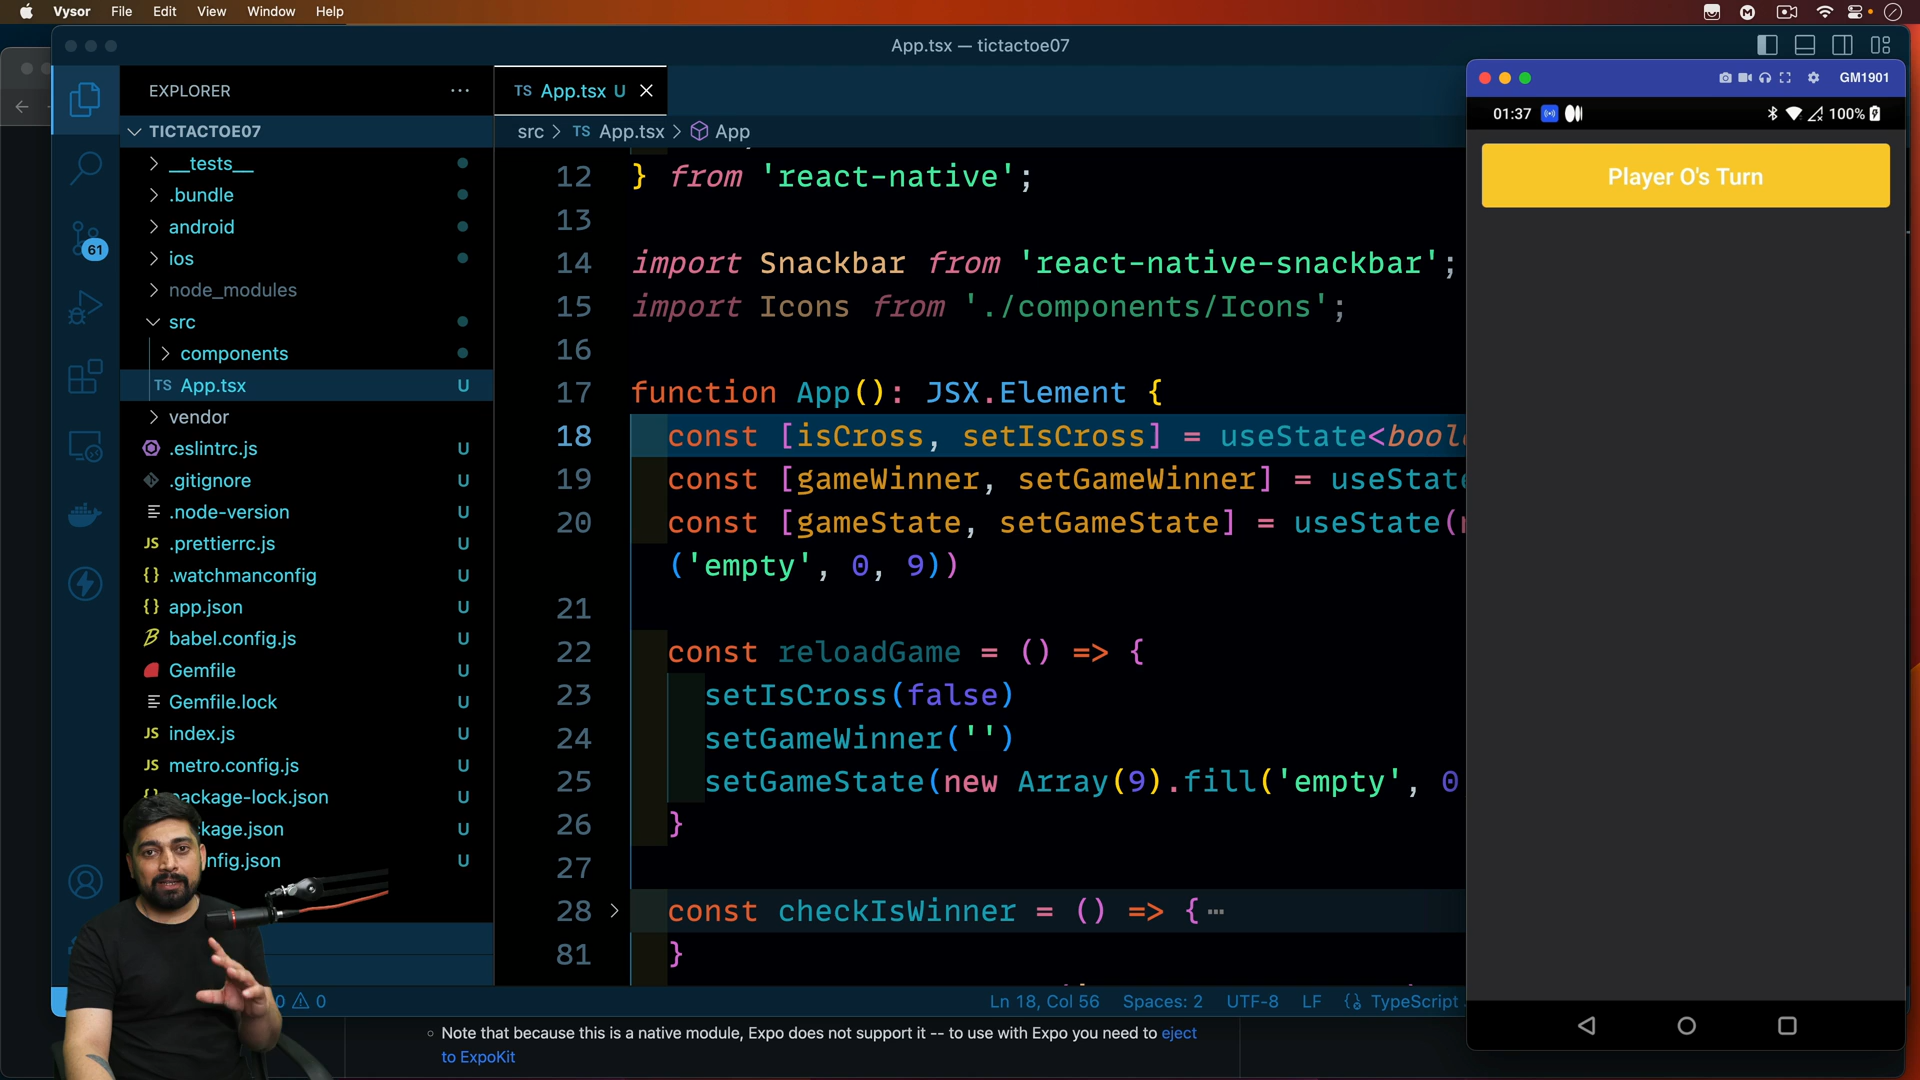 Vysor File Edit View Window Help
App.tsx — tictactoe07
EXPLORER
TICTACTOE07
__tests__
.bundle
android
ios
node_modules
src
components
TS App.tsx U
vendor
.eslintrc.js U
.gitignore U
.node-version U
JS .prettierrc.js U
{} .watchmanconfig U
{} app.json U
babel.config.js U
Gemfile U
Gemfile.lock U
JS index.js U
JS metro.config.js U
package-lock.json U
ckage.json U
nfig.json U
61
TS App.tsx U
src > TS App.tsx > App
12 } from 'react-native';
13
14 import Snackbar from 'react-native-snackbar';
15 import Icons from './components/Icons';
16
17 function App(): JSX.Element {
18 const [isCross, setIsCross] = useState<bool
19 const [gameWinner, setGameWinner] = useState
20 const [gameState, setGameState] = useState(
('empty', 0, 9))
21
22 const reloadGame = () => {
23 setIsCross(false)
24 setGameWinner('')
25 setGameState(new Array(9).fill('empty', 0
26 }
27
28 const checkIsWinner = () => {
81 }
0 0
Ln 18, Col 56 Spaces: 2 UTF-8 LF TypeScript
Note that because this is a native module, Expo does not support it -- to use with Expo you need to eject
to ExpoKit
GM1901
01:37 100%
Player O's Turn